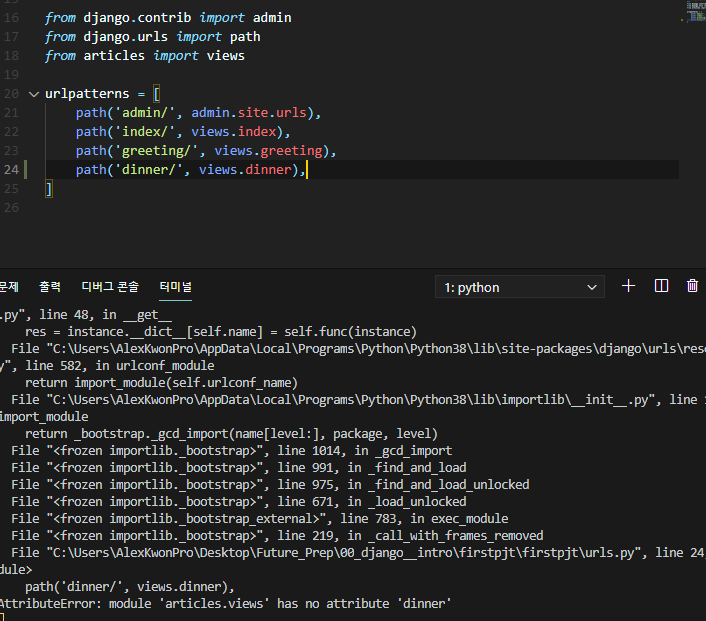 16 from django.contrib import admin
17 from django.urls import path
18 from articles import views
19
20 urlpatterns = [
21 path('admin/', admin.site.urls),
22 path('index/', views.index),
23 path('greeting/', views.greeting),
24 path('dinner/', views.dinner),
25 ]
26
출력 디버그 콘솔 터미널 1: python
.py", line 48, in __get__
res = instance.__dict__[self.name] = self.func(instance)
File "C:\Users\AlexKwonPro\AppData\Local\Programs\Python\Python38\lib\site-packages\django\urls\reso
y", line 582, in urlconf_module
return import_module(self.urlconf_name)
File "C:\Users\AlexKwonPro\AppData\Local\Programs\Python\Python38\lib\importlib\__init__.py", line
import_module
return _bootstrap._gcd_import(name[level:], package, level)
File "<frozen importlib._bootstrap>", line 1014, in _gcd_import
File "<frozen importlib._bootstrap>", line 991, in _find_and_load
File "<frozen importlib._bootstrap>", line 975, in _find_and_load_unlocked
File "<frozen importlib._bootstrap>", line 671, in _load_unlocked
File "<frozen importlib._bootstrap_external>", line 783, in exec_module
File "<frozen importlib._bootstrap>", line 219, in _call_with_frames_removed
File "C:\Users\AlexKwonPro\Desktop\Future_Prep\00_django__intro\firstpjt\firstpjt\urls.py", line 24
dule>
path('dinner/', views.dinner),
AttributeError: module 'articles.views' has no attribute 'dinner'